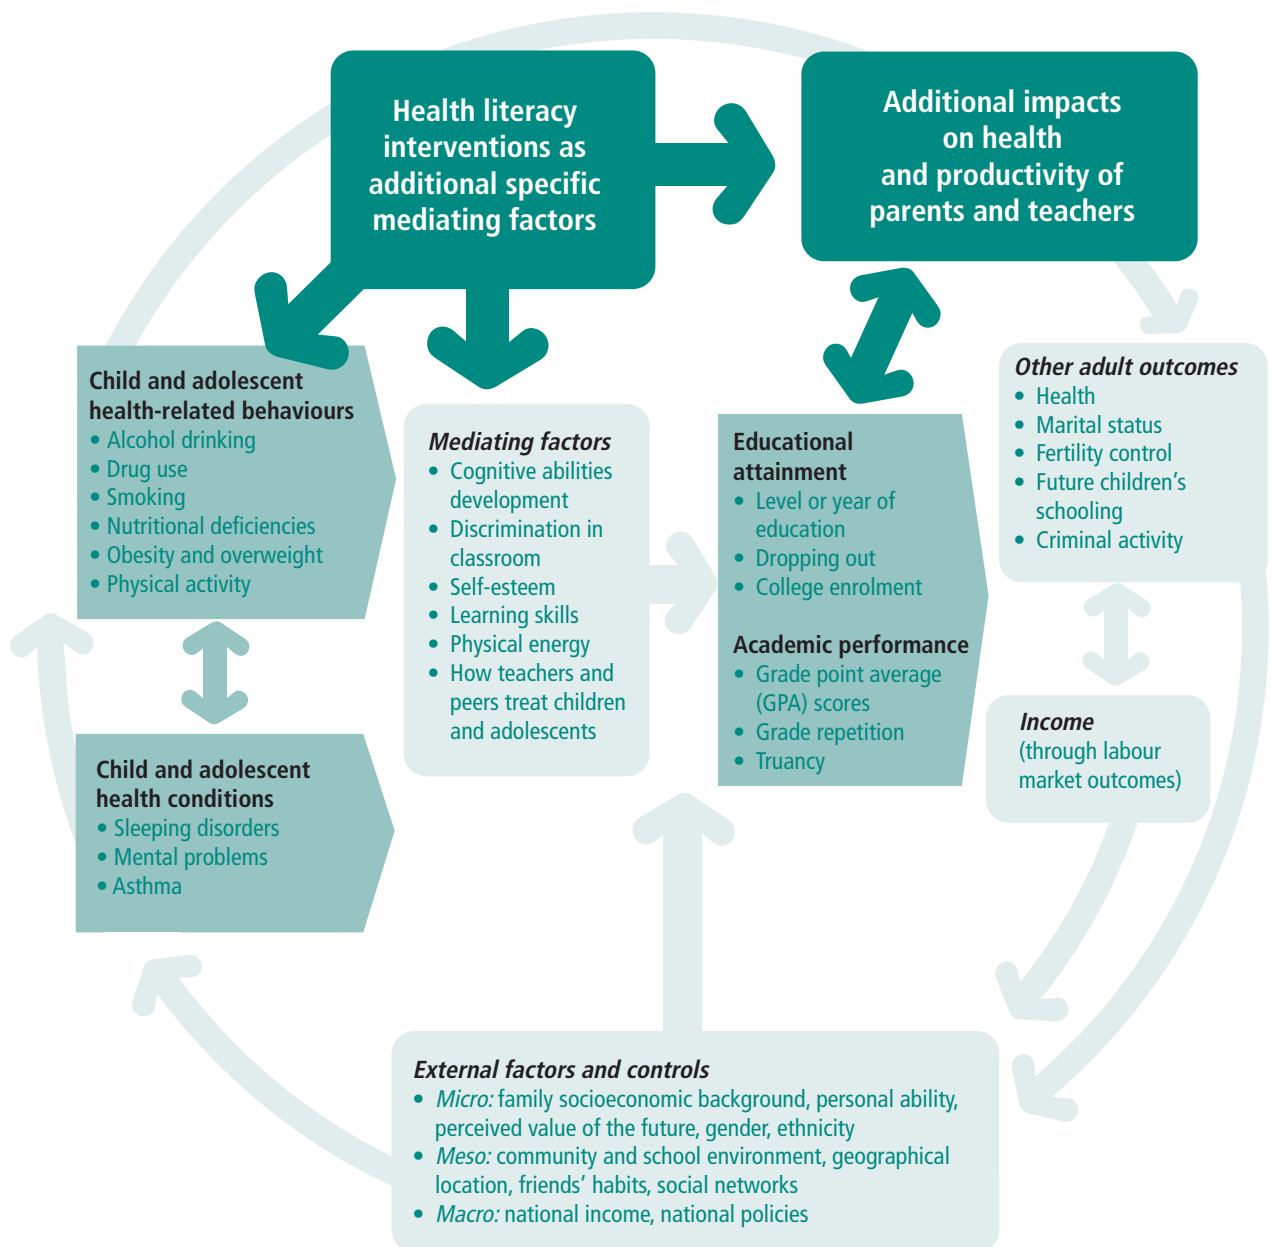 Health literacy
interventions as
additional specific
mediating factors
Additional impacts
on health
and productivity of
parents and teachers
Child and adolescent
health-related behaviours
• Alcohol drinking
• Drug use
• Smoking
• Nutritional deficiencies
• Obesity and overweight
• Physical activity
Child and adolescent
health conditions
• Sleeping disorders
• Mental problems
• Asthma
Mediating factors
• Cognitive abilities
development
• Discrimination in
classroom
• Self-esteem
• Learning skills
• Physical energy
• How teachers and
peers treat children
and adolescents
Educational
attainment
• Level or year of
education
• Dropping out
• College enrolment
Academic performance
• Grade point average
(GPA) scores
• Grade repetition
• Truancy
Other adult outcomes
• Health
• Marital status
• Fertility control
• Future children's
schooling
• Criminal activity
Income
(through labour
market outcomes)
External factors and controls
• Micro: family socioeconomic background, personal ability,
perceived value of the future, gender, ethnicity
• Meso: community and school environment, geographical
location, friends' habits, social networks
• Macro: national income, national policies